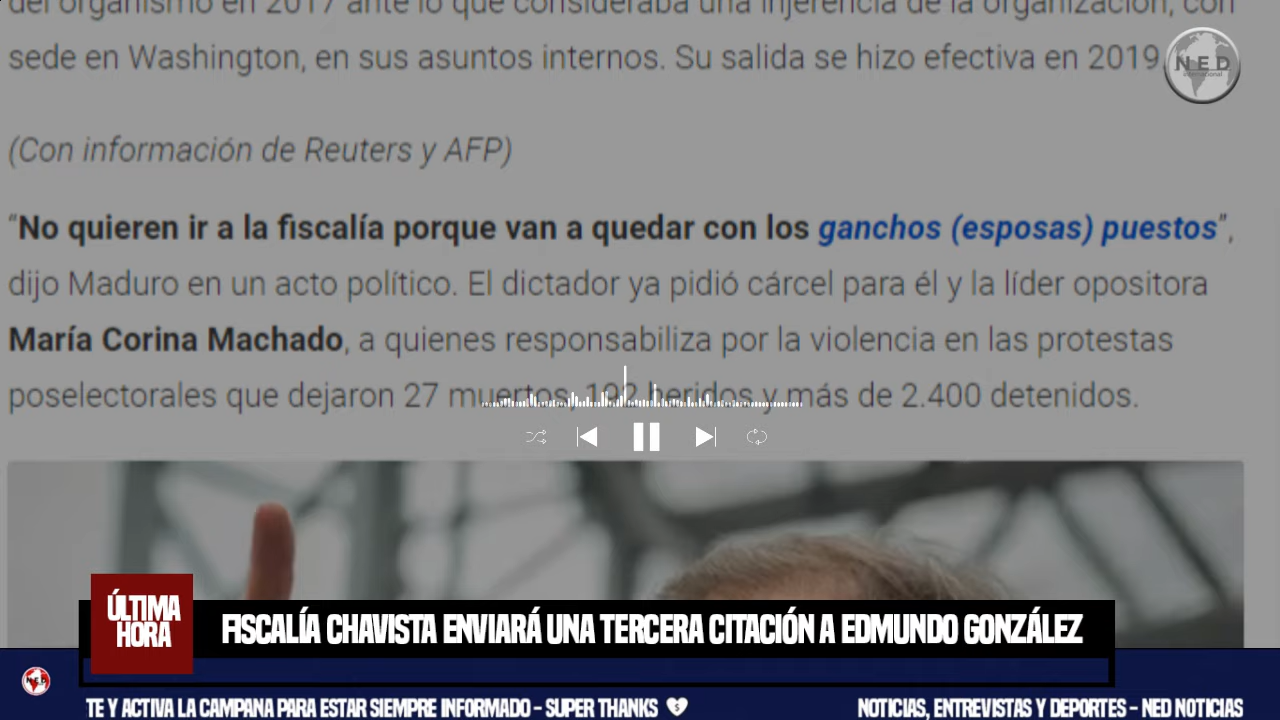 del organismo en 2017 ante lo que consideraba una injerencia de la organización, con
sede en Washington, en sus asuntos internos. Su salida se hizo efectiva en 2019.
NED
international
(Con información de Reuters y AFP)
“No quieren ir a la fiscalía porque van a quedar con los ganchos (esposas) puestos”,
dijo Maduro en un acto político. El dictador ya pidió cárcel para él y la líder opositora
María Corina Machado, a quienes responsabiliza por la violencia en las protestas
poselectorales que dejaron 27 muertos, 192 heridos y más de 2.400 detenidos.
ÚLTIMA
HORA
FISCALÍA CHAVISTA ENVIARÁ UNA TERCERA CITACIÓN A EDMUNDO GONZÁLEZ
NED
TE Y ACTIVA LA CAMPANA PARA ESTAR SIEMPRE INFORMADO - SUPER THANKS NOTICIAS, ENTREVISTAS Y DEPORTES - NED NOTICIAS